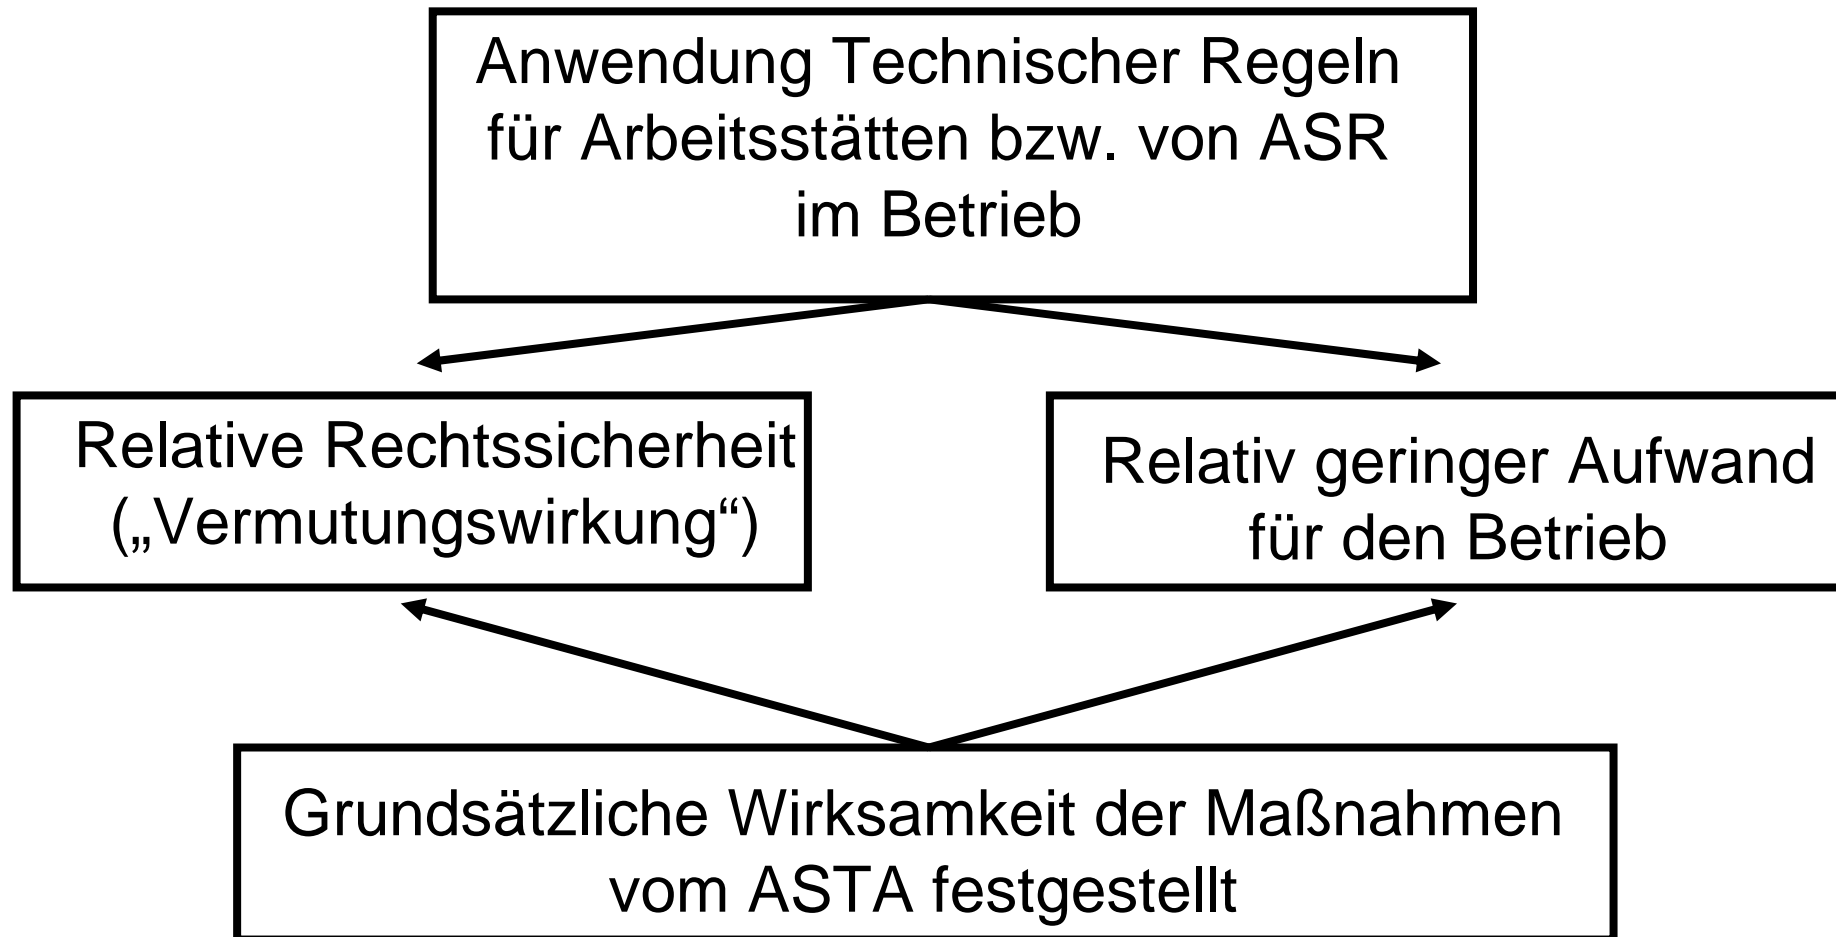 Anwendung Technischer Regeln
für Arbeitsstätten bzw. von ASR
im Betrieb
Relative Rechtssicherheit
(„Vermutungswirkung“)
Relativ geringer Aufwand
für den Betrieb
Grundsätzliche Wirksamkeit der Maßnahmen
vom ASTA festgestellt